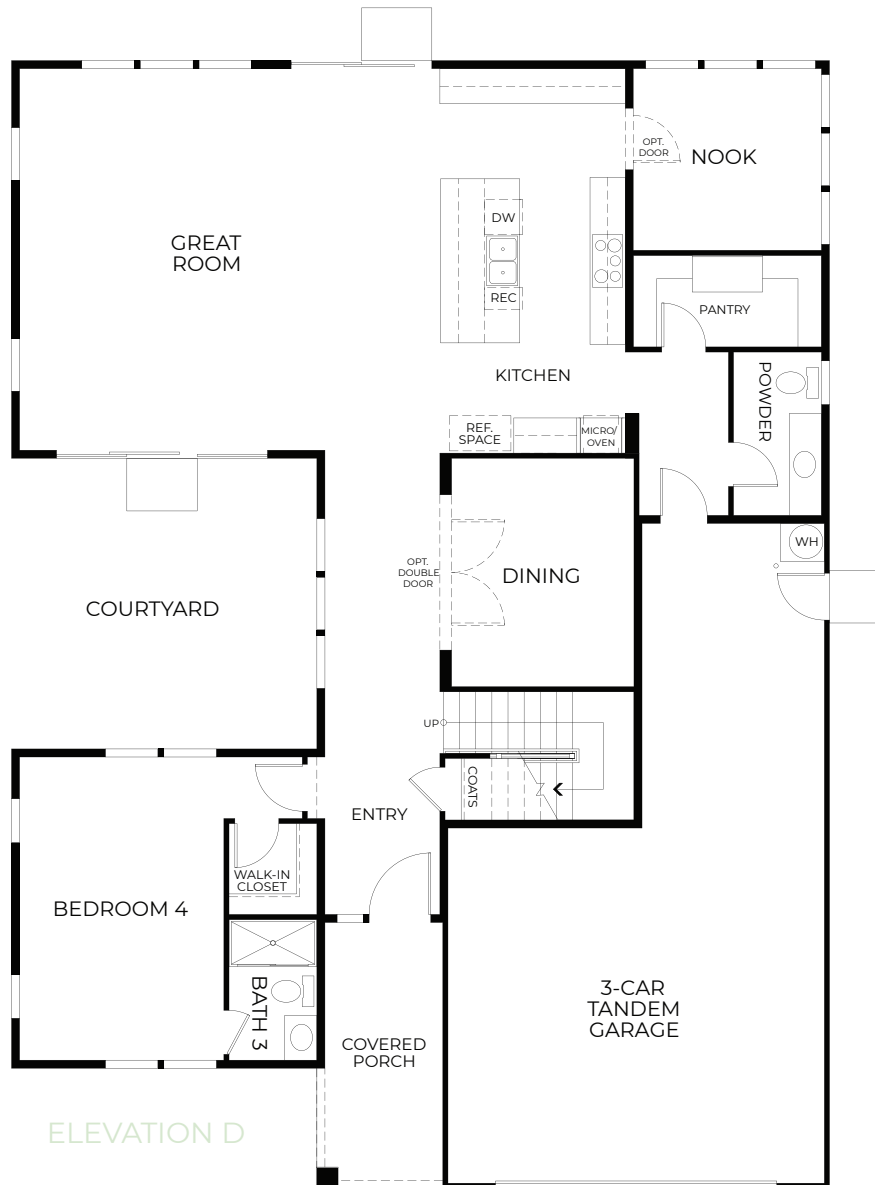 OPT.
DOOR
NOOK
GREAT
ROOM
DW
REC
PANTRY
KITCHEN
POWDER
REF.
SPACE
MICRO/
OVEN
WH
OPT.
DOUBLE
DOOR
DINING
COURTYARD
UP
COATS
ENTRY
WALK-IN
CLOSET
BEDROOM 4
BATH 3
3-CAR
TANDEM
GARAGE
COVERED
PORCH
ELEVATION D